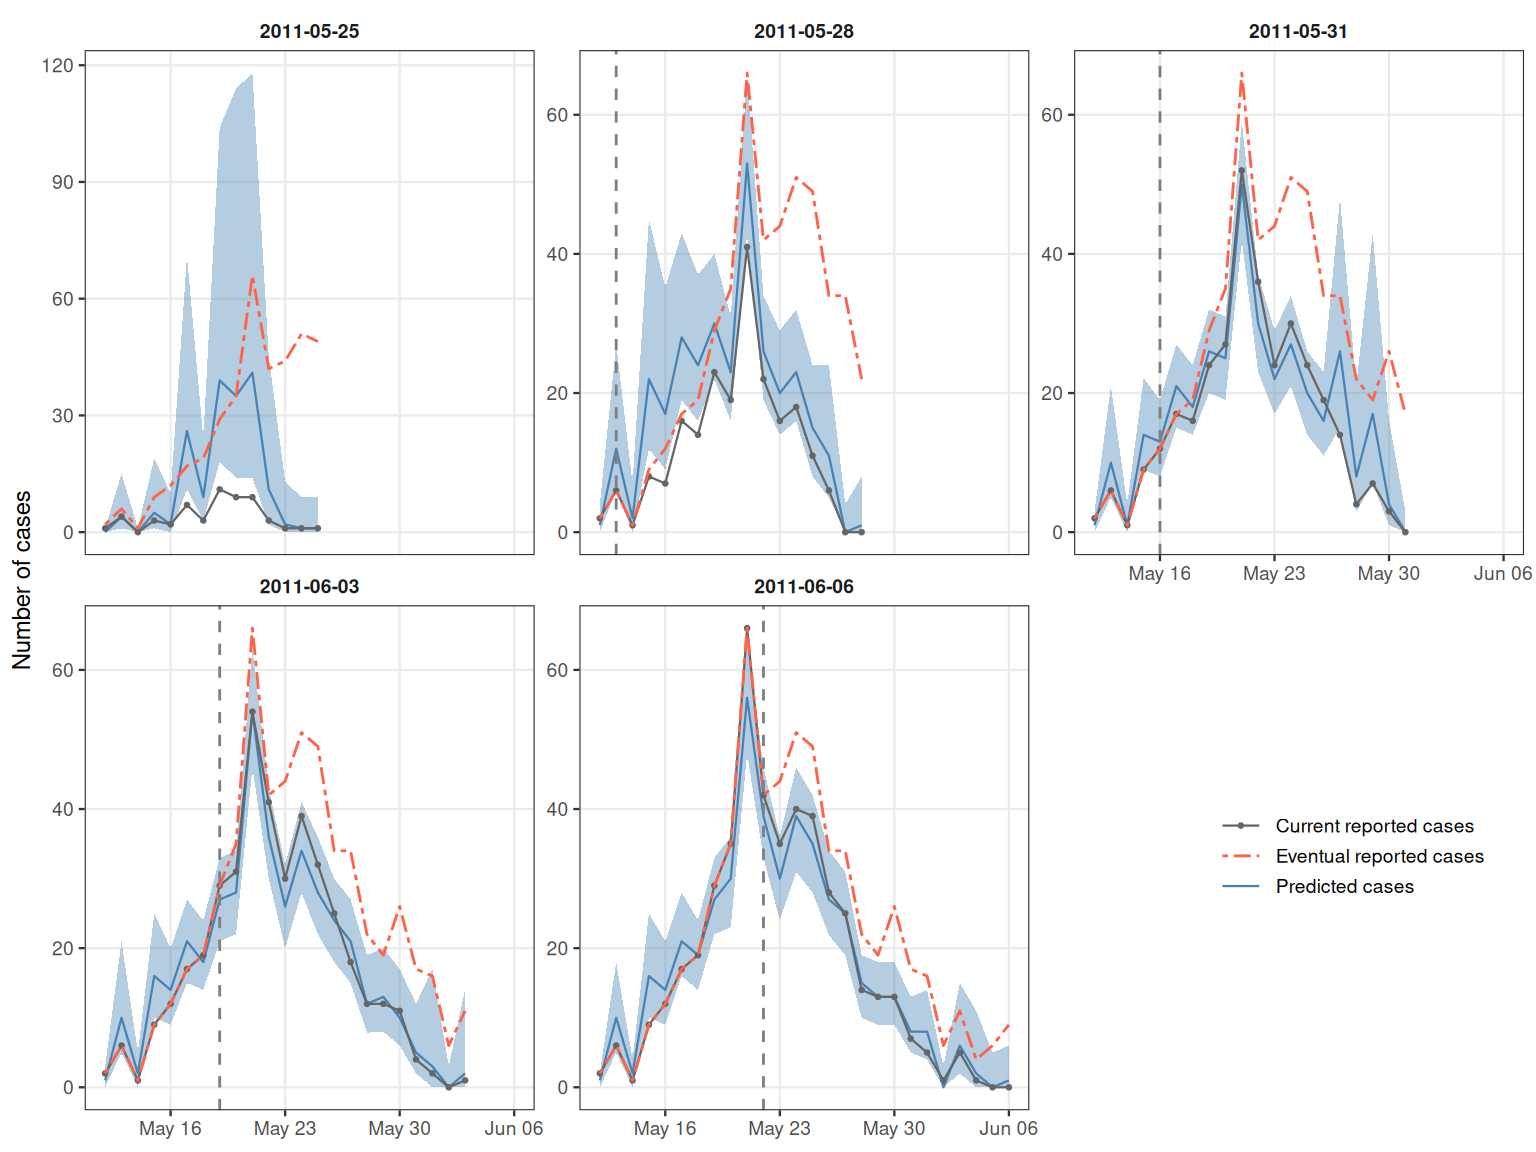 2011-05-25
2011-05-28
2011-05-31
120
90
60
30
0
60
40
20
0
60
40
20
0
May 16
May 23
May 30
Jun 06
Number of cases
2011-06-03
2011-06-06
60
40
20
0
60
40
20
0
May 16
May 23
May 30
Jun 06
May 16
May 23
May 30
Jun 06
Current reported cases
Eventual reported cases
Predicted cases